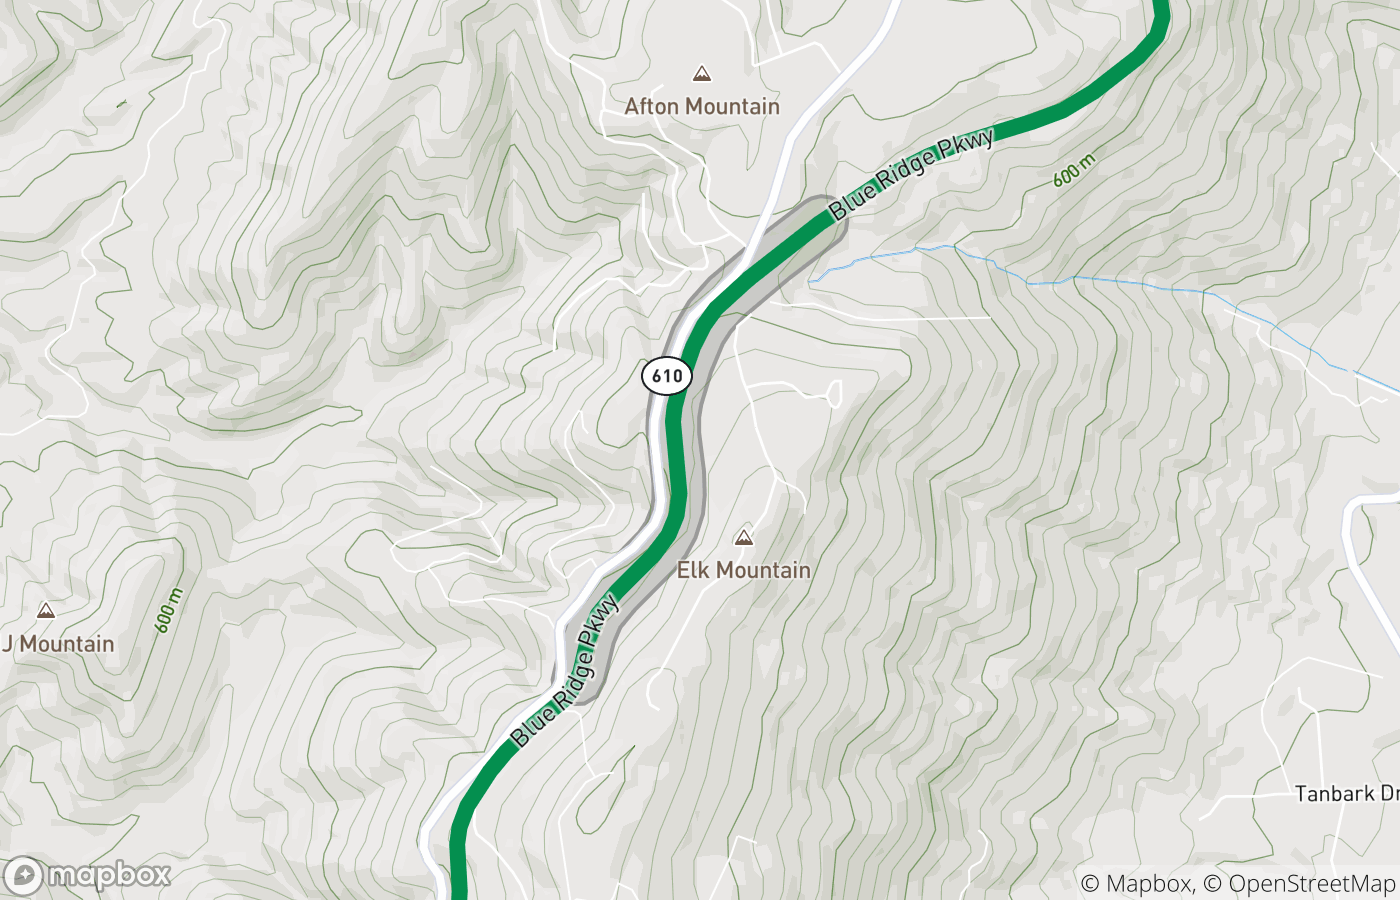 Afton Mountain
Blue Ridge Pkwy
600 m
610
Elk Mountain
600 m
J Mountain
Blue Ridge Pkwy
Tanbark Dr
mapbox
© Mapbox, © OpenStreetMap